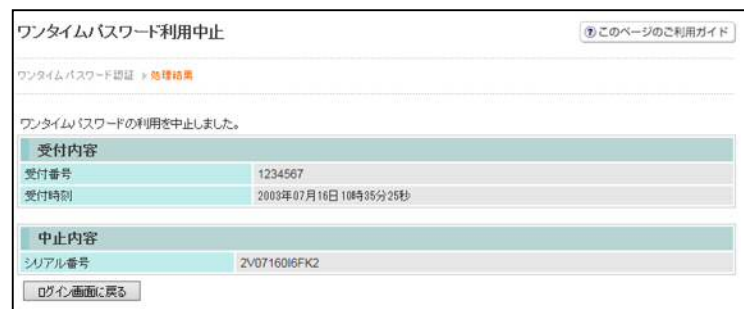 ワンタイムパスワード利用中止
?このページのご利用ガイド
ワンタイムパスワード認証 > 処理結果
ワンタイムパスワードの利用を中止しました。
受付内容
受付番号 1234567
受付時刻 2003年07月16日10時35分25秒
中止内容
シリアル番号 2V07160I6FK2
ログイン画面に戻る